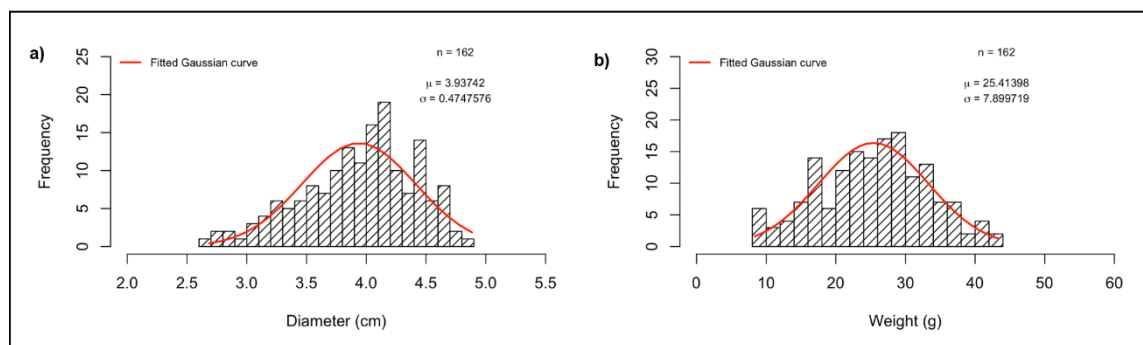 a)
Fitted Gaussian curve
n = 162
μ = 3.93742
σ = 0.4747576
Frequency
25
20
15
10
5
0
2.0 2.5 3.0 3.5 4.0 4.5 5.0 5.5
Diameter (cm)
b)
Fitted Gaussian curve
n = 162
μ = 25.41398
σ = 7.899719
Frequency
30
25
20
15
10
5
0
0 10 20 30 40 50 60
Weight (g)